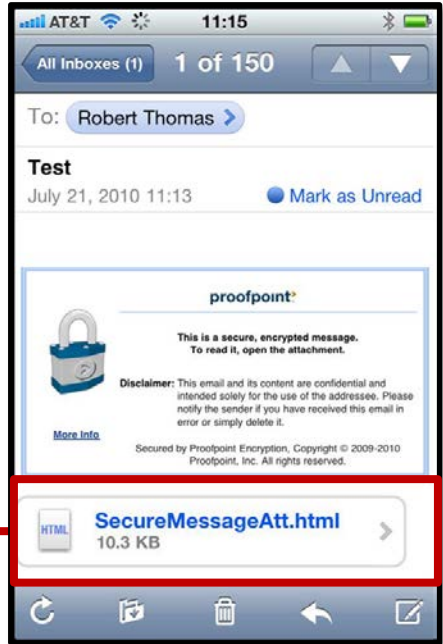 AT&T 11:15
All Inboxes (1) 1 of 150
To: Robert Thomas
Test
July 21, 2010 11:13 Mark as Unread
proofpoint
This is a secure, encrypted message.
To read it, open the attachment.
Disclaimer: This email and its content are confidential and
intended solely for the use of the addressee. Please
notify the sender if you have received this email in
error or simply delete it.
More Info
Secured by Proofpoint Encryption, Copyright © 2009-2010
Proofpoint, Inc. All rights reserved.
HTML SecureMessageAtt.html
10.3 KB